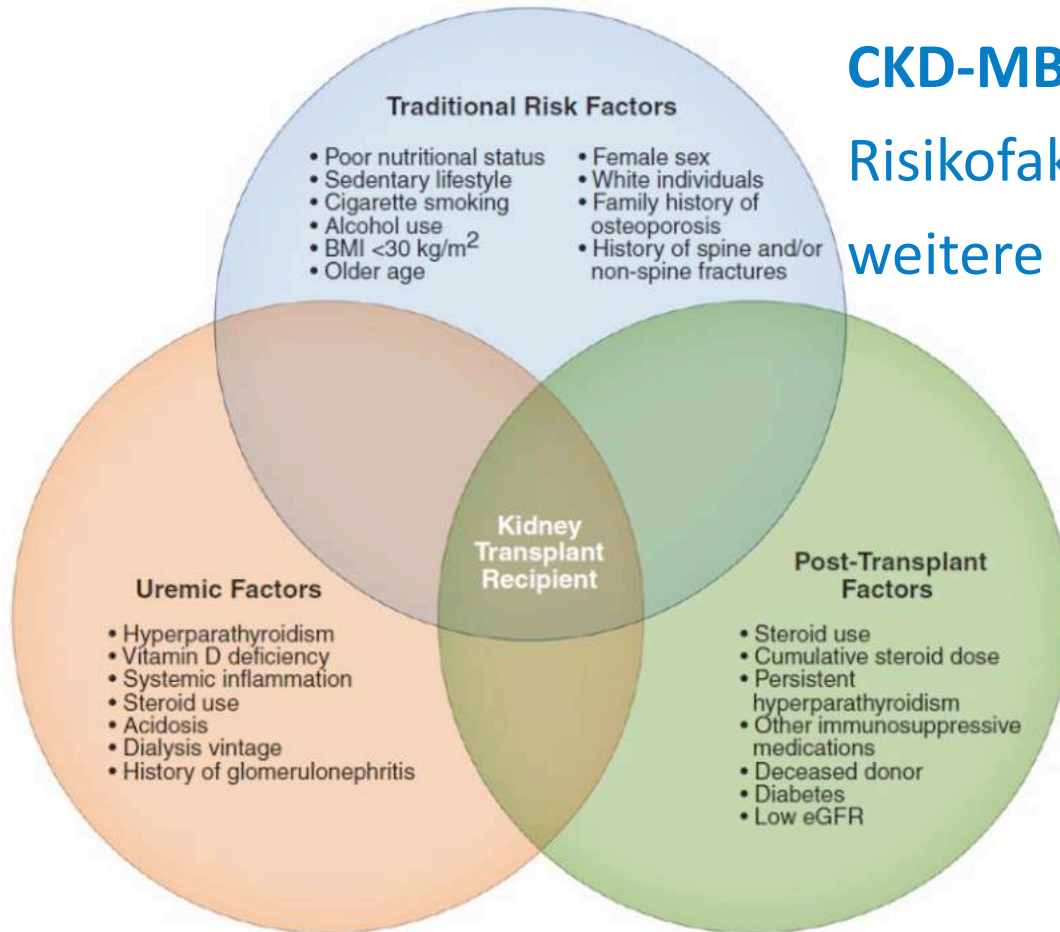 CKD-MB
Risikofak
weitere
Traditional Risk Factors
• Poor nutritional status
• Sedentary lifestyle
• Cigarette smoking
• Alcohol use
• BMI <30 kg/m²
• Older age
• Female sex
• White individuals
• Family history of
osteoporosis
• History of spine and/or
non-spine fractures
Kidney
Transplant
Recipient
Uremic Factors
• Hyperparathyroidism
• Vitamin D deficiency
• Systemic inflammation
• Steroid use
• Acidosis
• Dialysis vintage
• History of glomerulonephritis
Post-Transplant
Factors
• Steroid use
• Cumulative steroid dose
• Persistent
hyperparathyroidism
• Other immunosuppressive
medications
• Deceased donor
• Diabetes
• Low eGFR